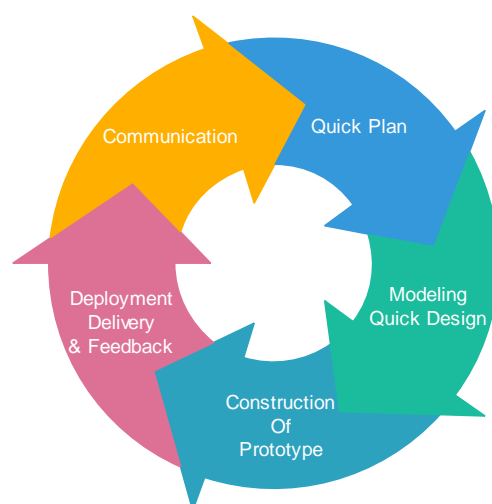 Communication
Quick Plan
Modeling
Quick Design
Construction
Of
Prototype
Deployment
Delivery
& Feedback